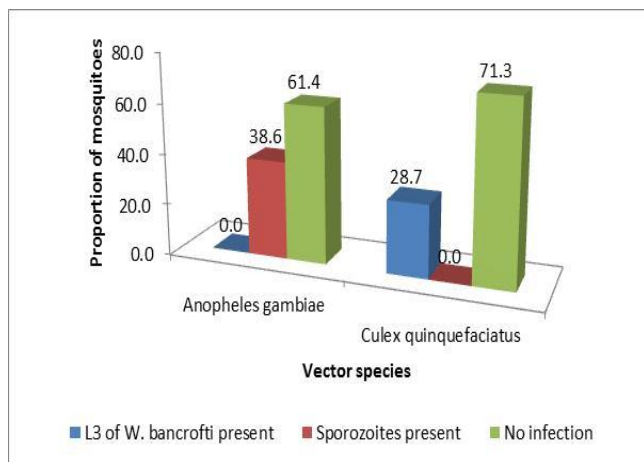 Proportion of mosquitoes
80.0
60.0
40.0
20.0
0.0
0.0
38.6
61.4
28.7
0.0
71.3
Anopheles gambiae
Culex quinquefaciatus
Vector species
L3 of W. bancrofti present
Sporozoites present
No infection